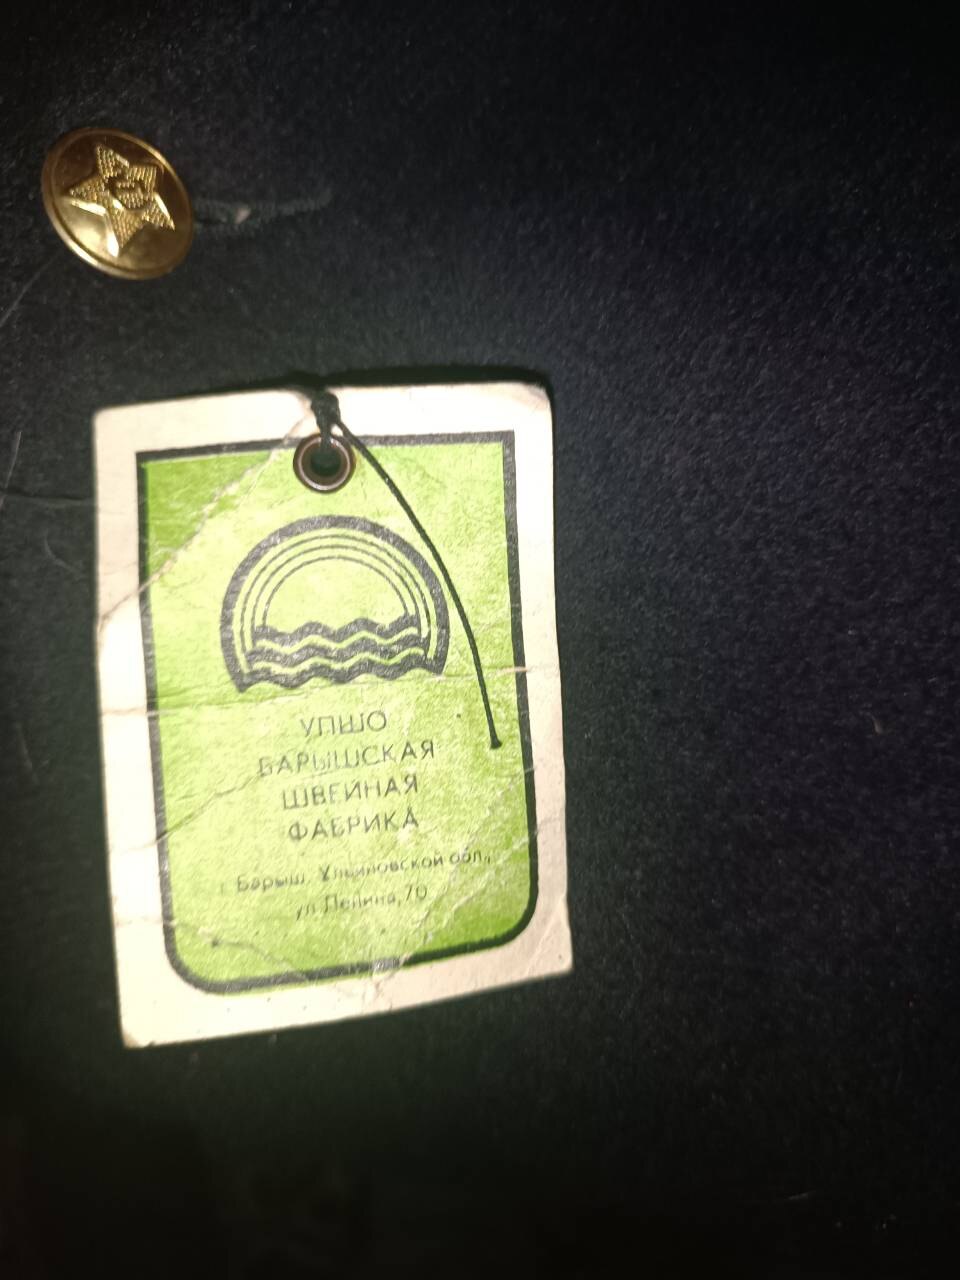 УПШО
БАРЫШСКАЯ
ШВЕЙНАЯ
ФАБРИКА
г. Барыш, Ульяновской обл.,
ул. Ленина, 70